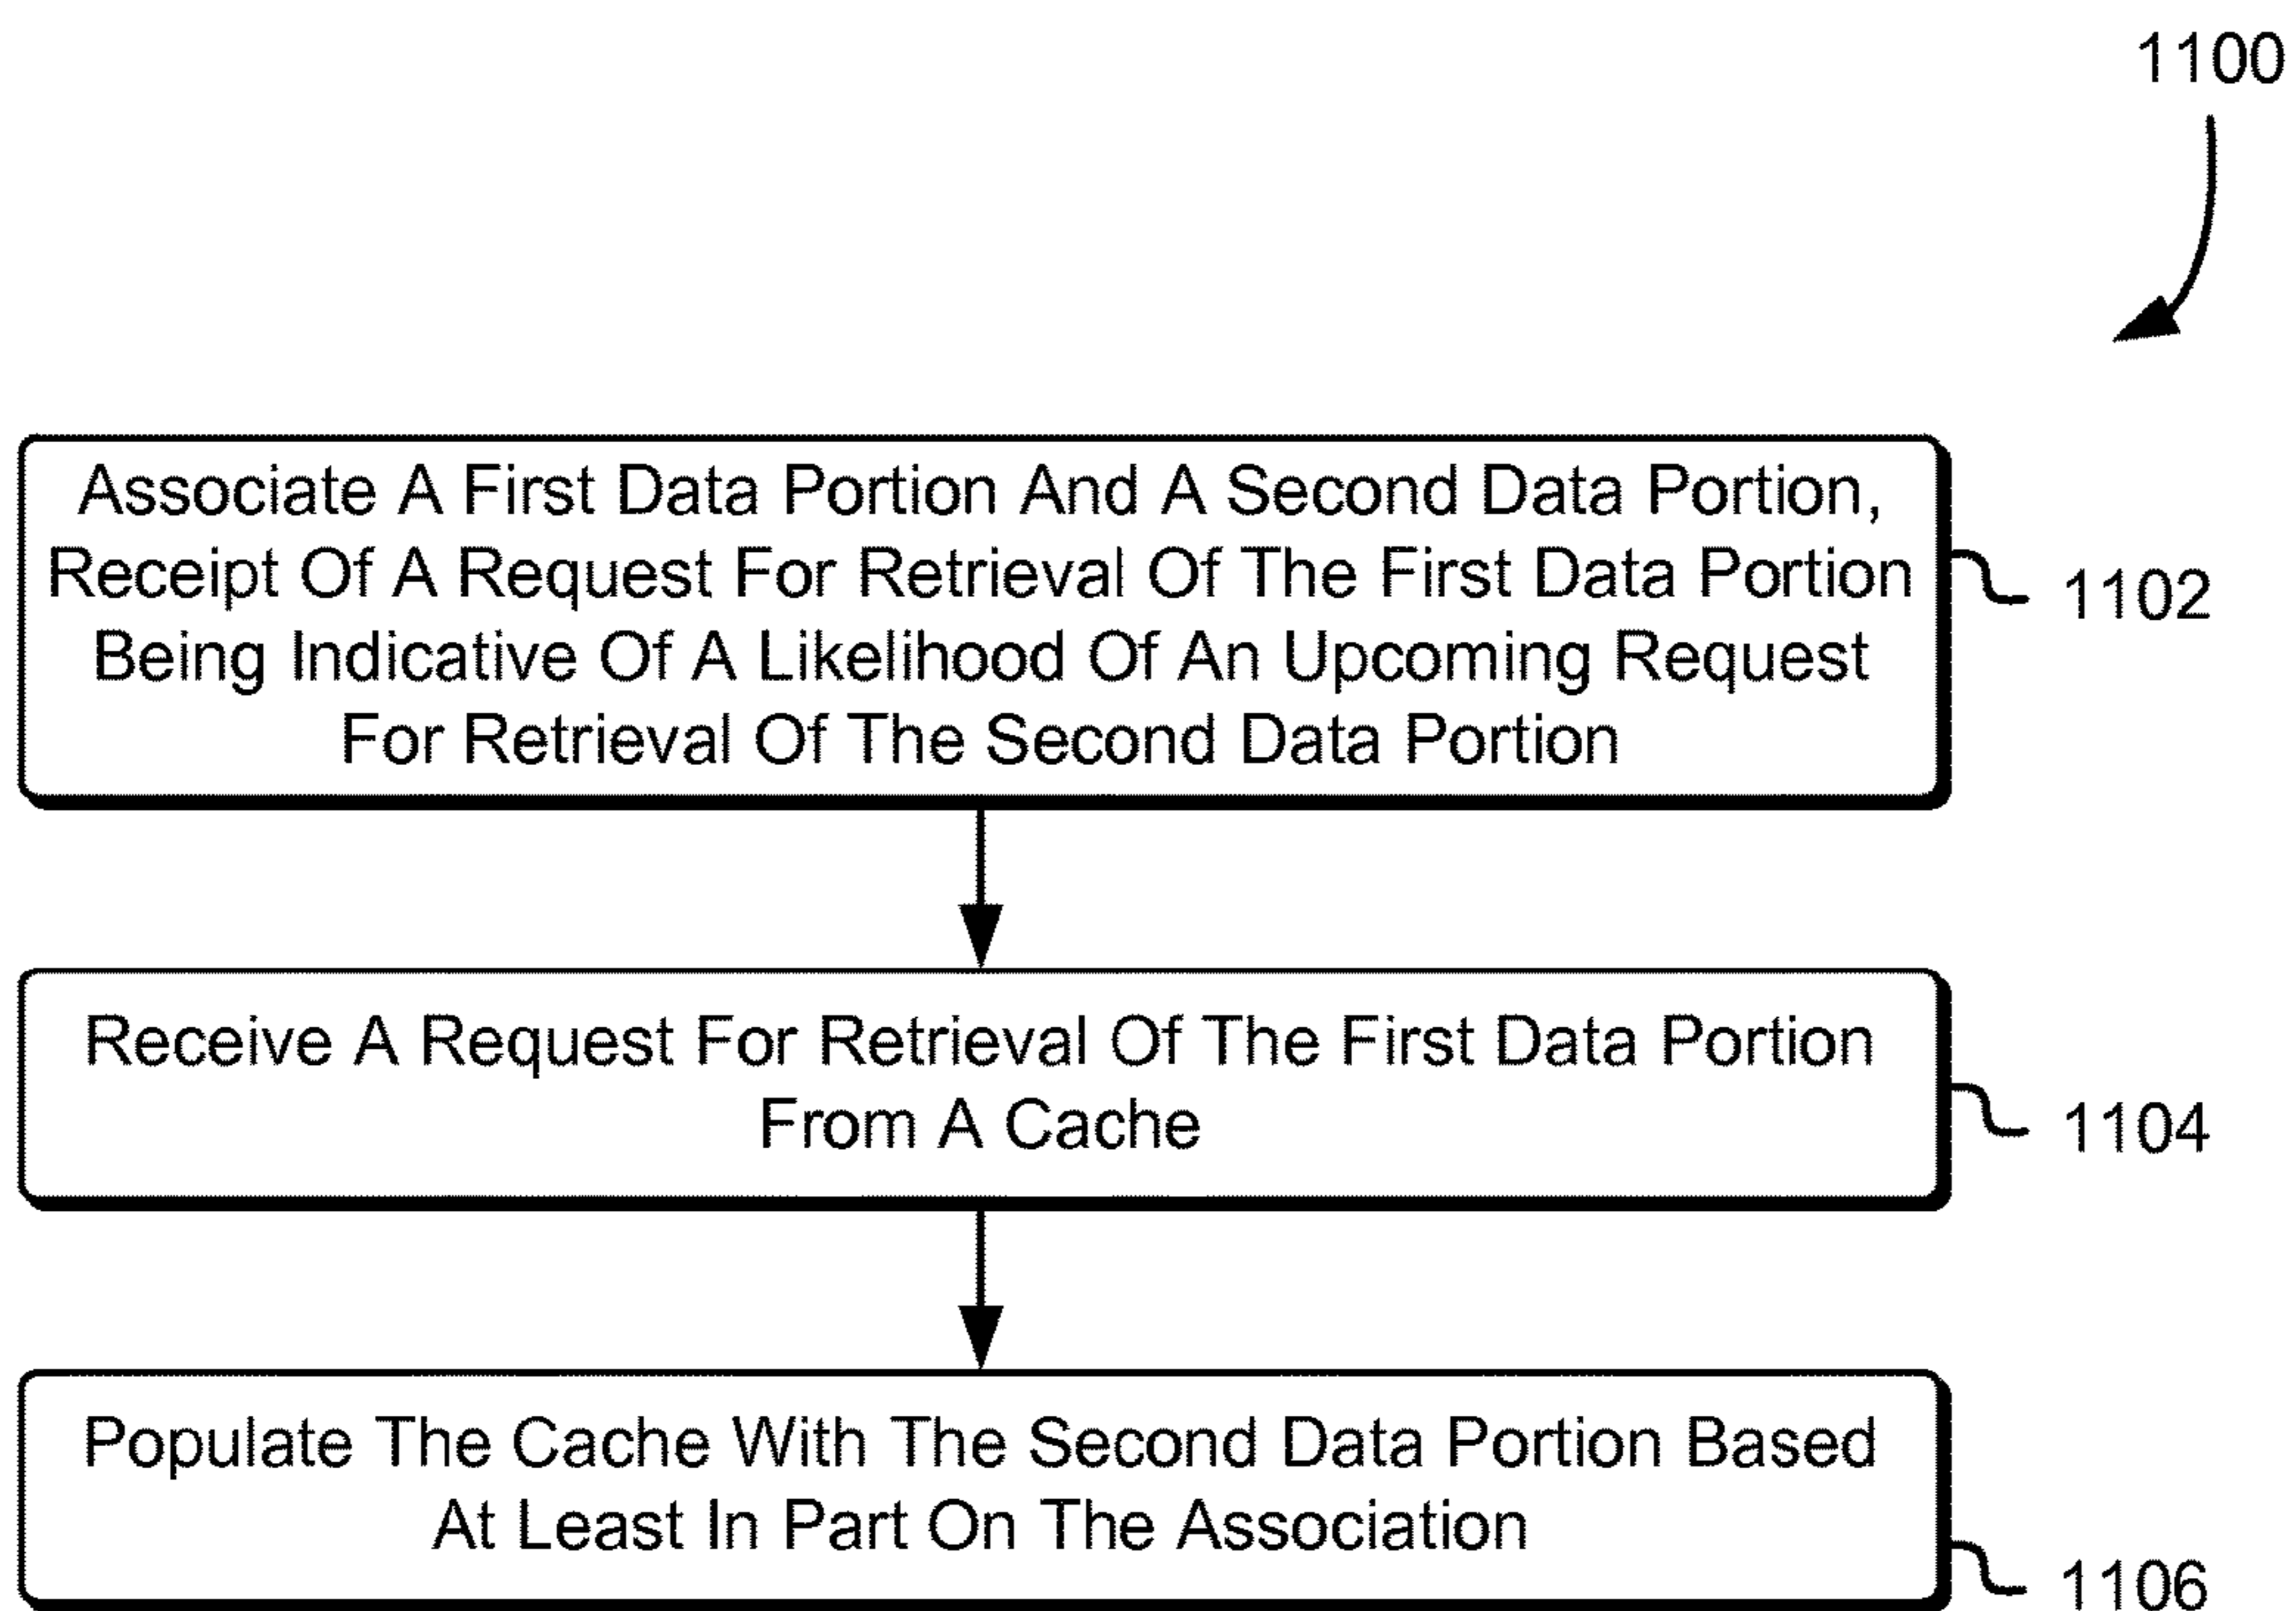 1100
Associate A First Data Portion And A Second Data Portion,
Receipt Of A Request For Retrieval Of The First Data Portion
Being Indicative Of A Likelihood Of An Upcoming Request
For Retrieval Of The Second Data Portion
1102
Receive A Request For Retrieval Of The First Data Portion
From A Cache
1104
Populate The Cache With The Second Data Portion Based
At Least In Part On The Association
1106